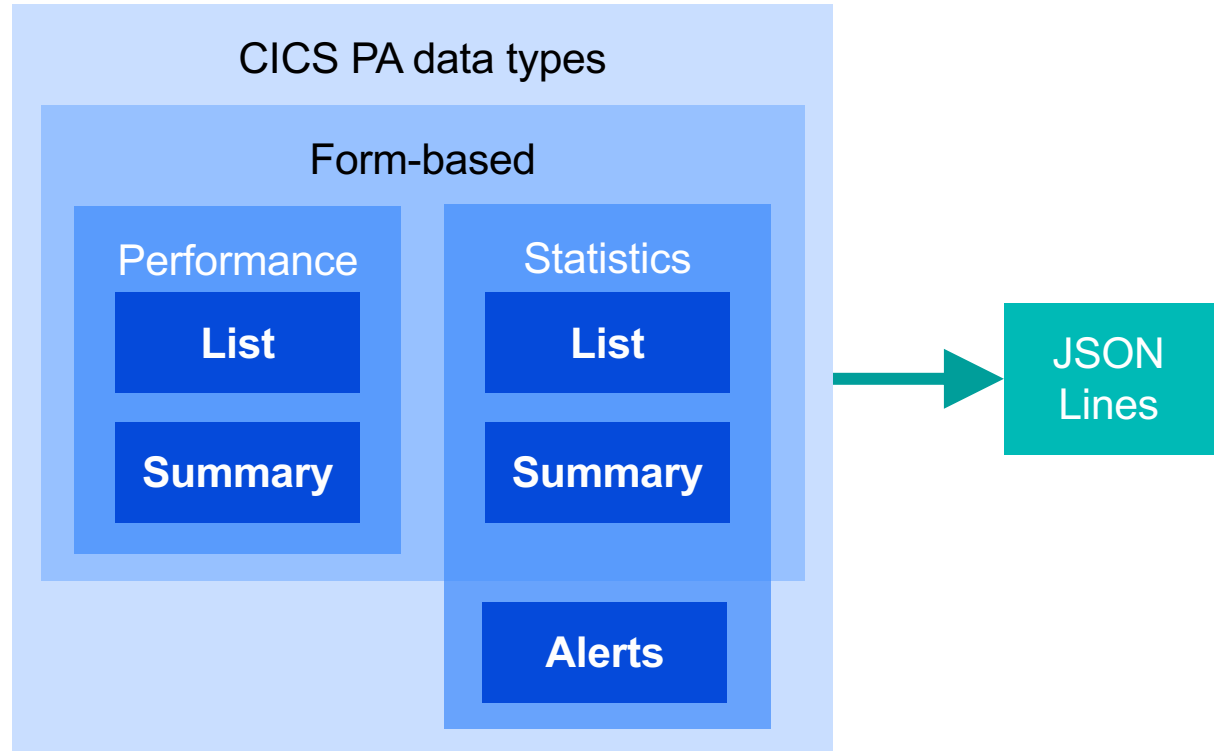 CICS PA data types
Form-based
Performance
List
Summary
Statistics
List
Summary
Alerts
JSON
Lines